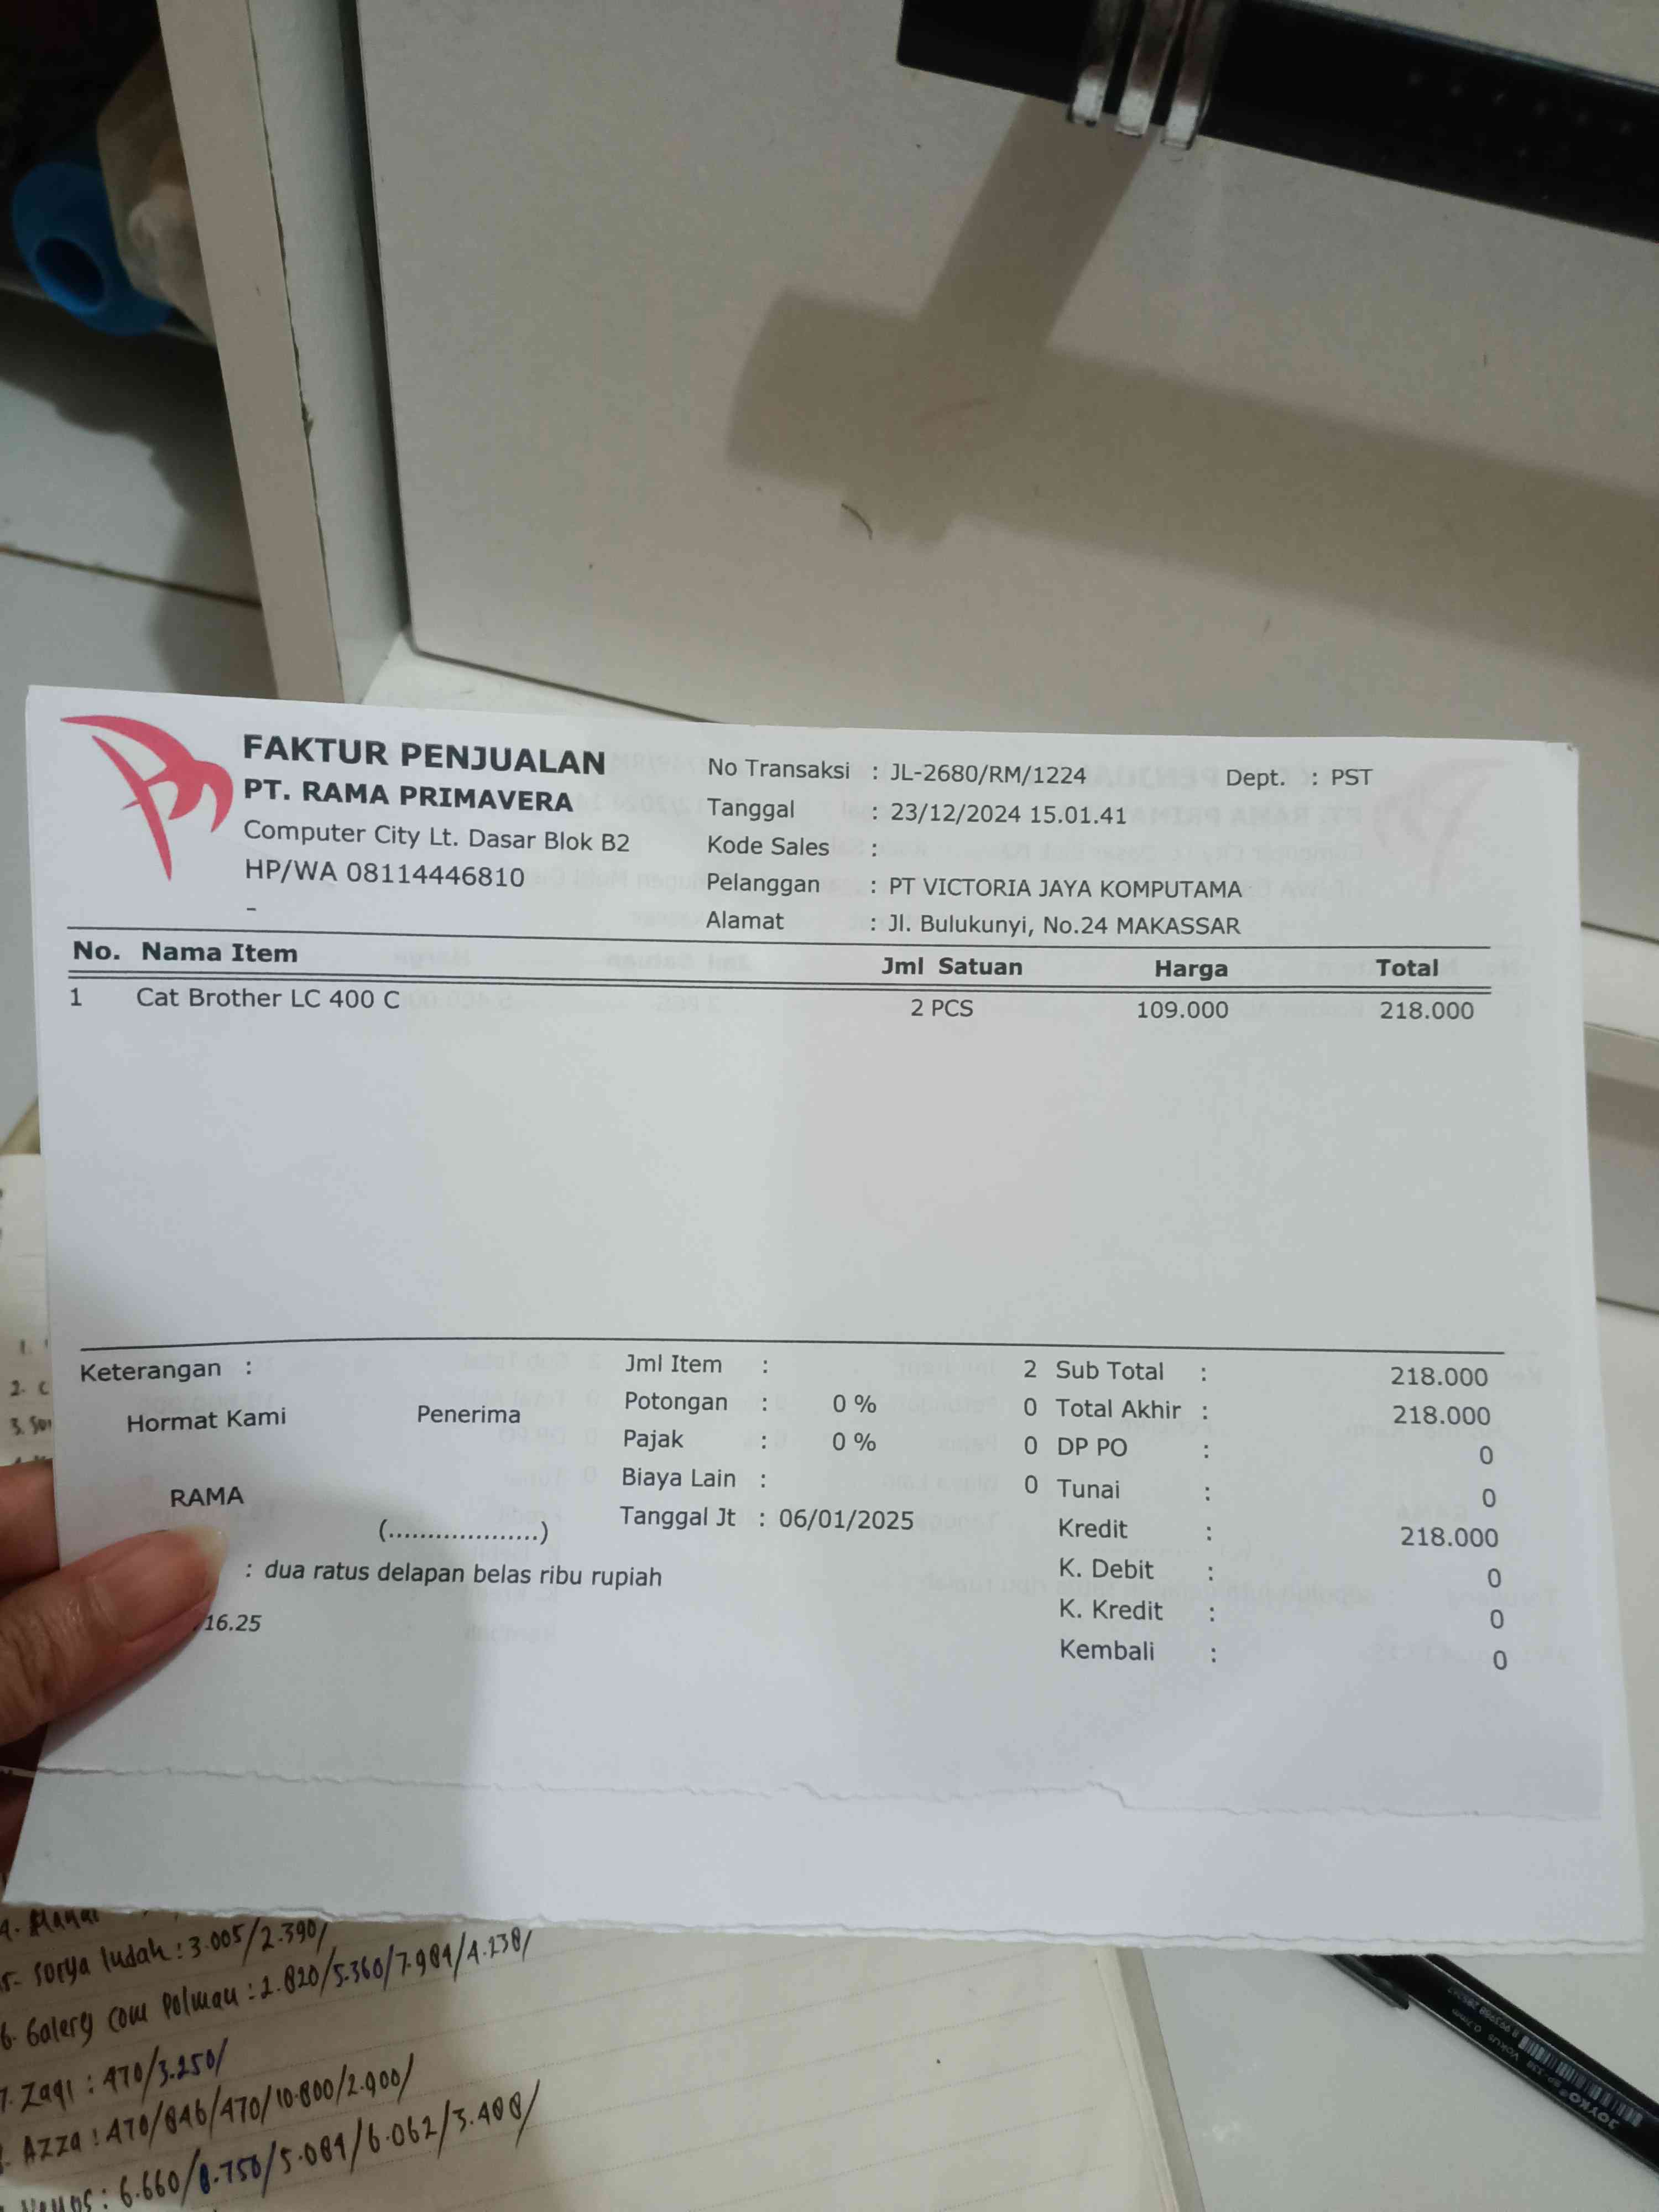 FAKTUR PENJUALAN
PT. RAMA PRIMAVERA
Computer City Lt. Dasar Blok B2
HP/WA 08114446810
-
No Transaksi : JL-2680/RM/1224 Dept. : PST
Tanggal : 23/12/2024 15.01.41
Kode Sales :
Pelanggan : PT VICTORIA JAYA KOMPUTAMA
Alamat : Jl. Bulukunyi, No.24 MAKASSAR
No. Nama Item Jml Satuan Harga Total
1 Cat Brother LC 400 C 2 PCS 109.000 218.000
Keterangan :
Hormat Kami Penerima
RAMA
(...................)
: dua ratus delapan belas ribu rupiah
16.25
Jml Item : 2
Potongan : 0 % 0
Pajak : 0 % 0
Biaya Lain : 0
Tanggal Jt : 06/01/2025
Sub Total : 218.000
Total Akhir : 218.000
DP PO : 0
Tunai : 0
Kredit : 218.000
K. Debit : 0
K. Kredit : 0
Kembali : 0
5- Sorya ludah : 3.005/2.390/
6. Galery com Polman : 2.820/5.360/7.984/4.238/
7. Zaqi : 470/3.250/
Azza : 470/846/470/10.800/2.900/
: 6.660/8.750/5.084/6.062/3.400/
JOYKO